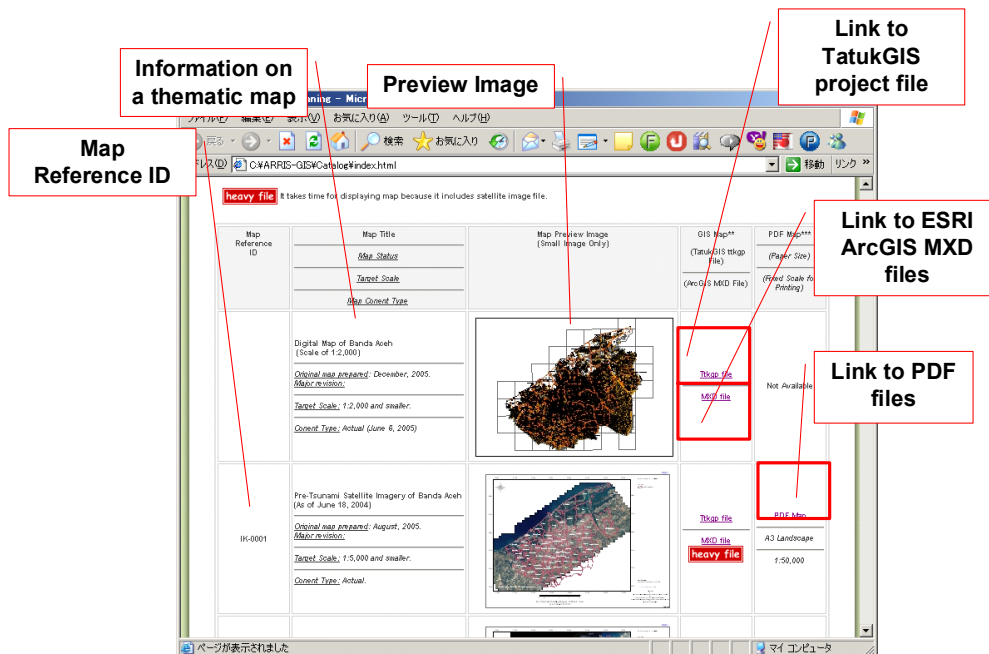 Link to
TatukGIS
project file
Information on
a thematic map
Preview Image
Map
Reference ID
Link to ESRI
ArcGIS MXD
files
Link to PDF
files
ning - Micr
表示(V) お気に入り(A) ツール(T) ヘルプ(H)
戻る
検索
お気に入り
C:¥ARRIS-GIS¥Catalog¥index.html
移動
リンク »
heavy file It takes time for displaying map because it includes satellite image file.
Map
Reference
ID
Map Title
Map Status
Target Scale
Map Conent Type
Map Preview Image
(Small Image Only)
GIS Map**
(TatukGIS ttkgp
File)
(ArcGIS MXD File)
PDF Map***
(Paper Size)
(Fixed Scale for
Printing)
Digital Map of Banda Aceh
(Scale of 1:2,000)
Original map prepared: December, 2005.
Major revision:
Target Scale: 1:2,000 and smaller.
Conent Type: Actual (June 6, 2005)
Ttkgp file
MXD file
Not Available
IK-0001
Pre-Tsunami Satellite Imagery of Banda Aceh
(As of June 18, 2004)
Original map prepared: August, 2005.
Major revision:
Target Scale: 1:5,000 and smaller.
Conent Type: Actual.
Ttkgp file
MXD file
heavy file
PDF Map
A3 Landscape
1:50,000
ページが表示されました
マイ コンピュータ